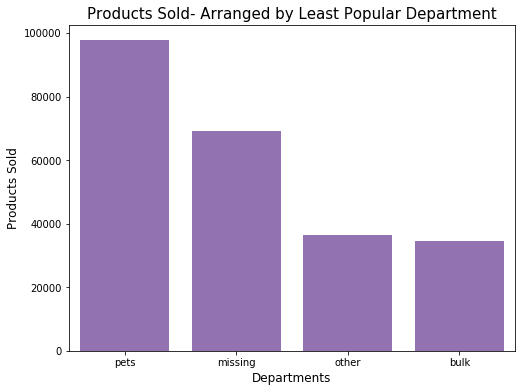 Products Sold- Arranged by Least Popular Department
100000
80000
60000
40000
20000
0
Products Sold
pets missing other bulk
Departments